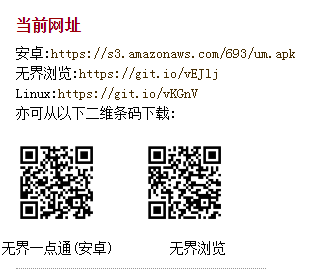 当前网址
安卓:https://s3.amazonaws.com/693/um.apk
无界浏览:https://git.io/vEJlj
Linux:https://git.io/vKGnV
亦可从以下二维条码下载:
无界一点通(安卓) 无界浏览